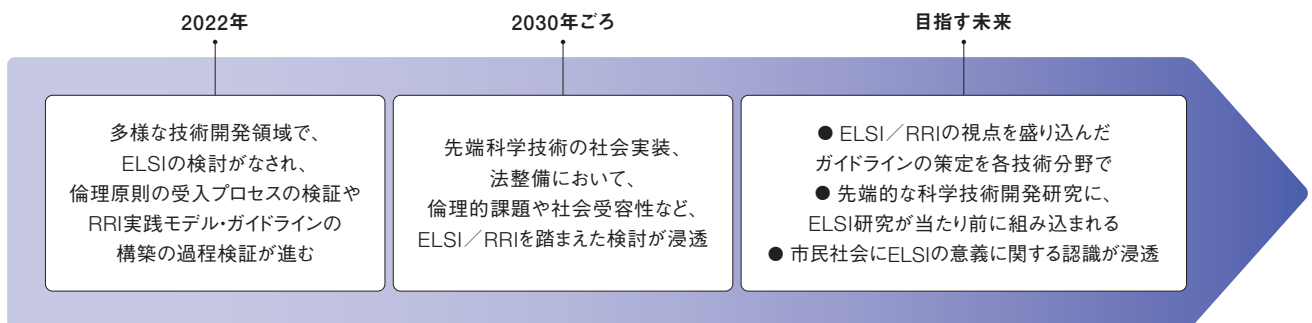 2022年
2030年ごろ
目指す未来
多様な技術開発領域で、
ELSIの検討がなされ、
倫理原則の受入プロセスの検証や
RRI実践モデル・ガイドラインの
構築の過程検証が進む
先端科学技術の社会実装、
法整備において、
倫理的課題や社会受容性など、
ELSI／RRIを踏まえた検討が浸透
● ELSI／RRIの視点を盛り込んだ
ガイドラインの策定を各技術分野で
● 先端的な科学技術開発研究に、
ELSI研究が当たり前に組み込まれる
● 市民社会にELSIの意義に関する認識が浸透